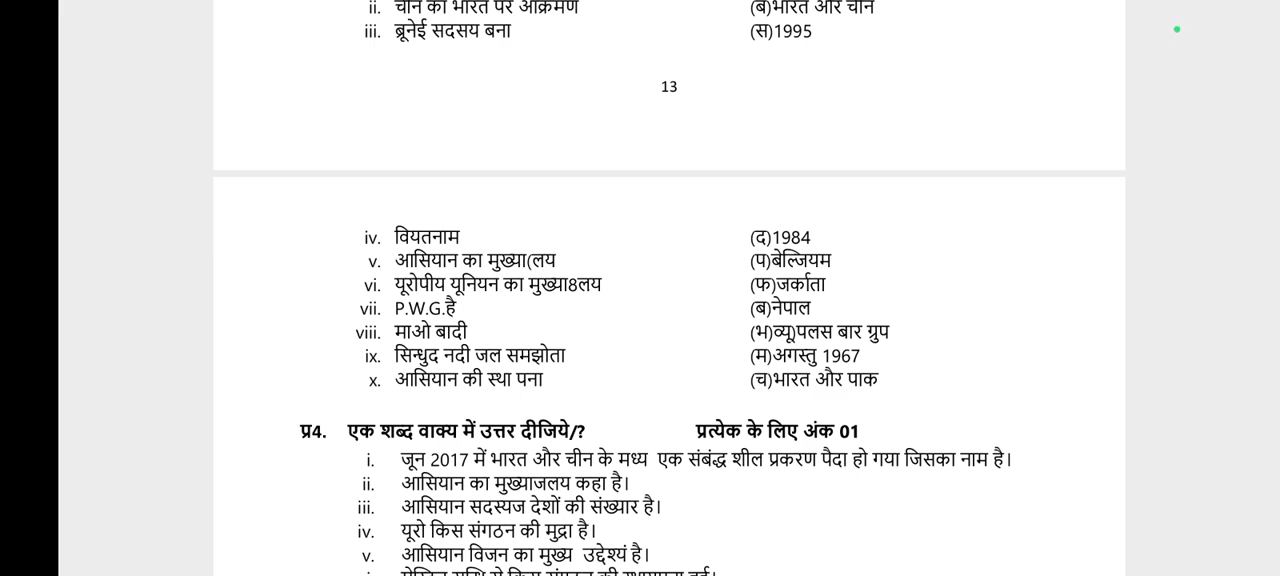 ii. चीन का भारत पर आक्रमण (ब)भारत और चीन
iii. ब्रूनेई सदसय बना (स)1995
13
iv. वियतनाम (द)1984
v. आसियान का मुख्या(लय (प)बेल्जियम
vi. यूरोपीय यूनियन का मुख्या8लय (फ)जर्काता
vii. P.W.G.है (ब)नेपाल
viii. माओ बादी (भ)व्यू)पलस बार ग्रुप
ix. सिन्धुद नदी जल समझोता (म)अगस्तु 1967
x. आसियान की स्था पना (च)भारत और पाक
प्र4. एक शब्द वाक्य में उत्तर दीजिये/? प्रत्येक के लिए अंक 01
i. जून 2017 में भारत और चीन के मध्य एक संबंद्ध शील प्रकरण पैदा हो गया जिसका नाम है।
ii. आसियान का मुख्याजलय कहा है।
iii. आसियान सदस्यज देशों की संख्यार है।
iv. यूरो किस संगठन की मुद्रा है।
v. आसियान विजन का मुख्य उद्देश्यं है।